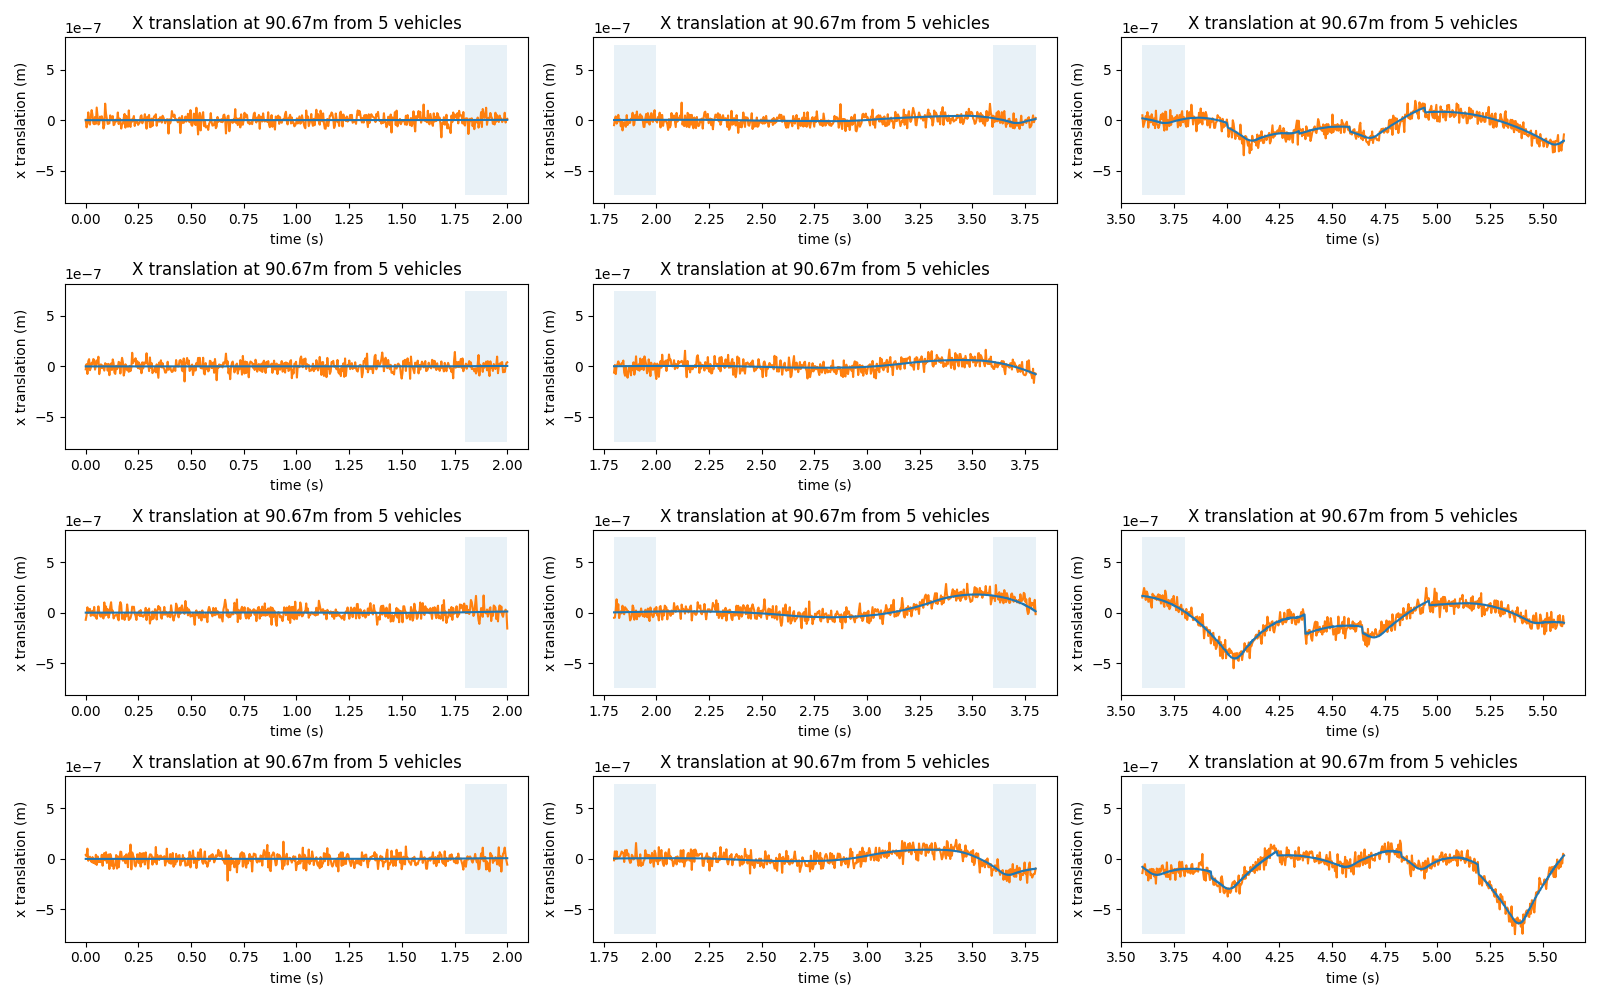 X translation at 90.67m from 5 vehicles X translation at 90.67m from 5 vehicles X translation at 90.67m from 5 vehicles
1e−7 1e−7 1e−7
5 5 5
0 0 0
−5 −5 −5
x translation (m) x translation (m) x translation (m)
0.00 0.25 0.50 0.75 1.00 1.25 1.50 1.75 2.00 1.75 2.00 2.25 2.50 2.75 3.00 3.25 3.50 3.75 3.50 3.75 4.00 4.25 4.50 4.75 5.00 5.25 5.50
time (s) time (s) time (s)
X translation at 90.67m from 5 vehicles X translation at 90.67m from 5 vehicles
1e−7 1e−7
5 5
0 0
−5 −5
x translation (m) x translation (m)
0.00 0.25 0.50 0.75 1.00 1.25 1.50 1.75 2.00 1.75 2.00 2.25 2.50 2.75 3.00 3.25 3.50 3.75
time (s) time (s)
X translation at 90.67m from 5 vehicles X translation at 90.67m from 5 vehicles X translation at 90.67m from 5 vehicles
1e−7 1e−7 1e−7
5 5 5
0 0 0
−5 −5 −5
x translation (m) x translation (m) x translation (m)
0.00 0.25 0.50 0.75 1.00 1.25 1.50 1.75 2.00 1.75 2.00 2.25 2.50 2.75 3.00 3.25 3.50 3.75 3.50 3.75 4.00 4.25 4.50 4.75 5.00 5.25 5.50
time (s) time (s) time (s)
X translation at 90.67m from 5 vehicles X translation at 90.67m from 5 vehicles X translation at 90.67m from 5 vehicles
1e−7 1e−7 1e−7
5 5 5
0 0 0
−5 −5 −5
x translation (m) x translation (m) x translation (m)
0.00 0.25 0.50 0.75 1.00 1.25 1.50 1.75 2.00 1.75 2.00 2.25 2.50 2.75 3.00 3.25 3.50 3.75 3.50 3.75 4.00 4.25 4.50 4.75 5.00 5.25 5.50
time (s) time (s) time (s)